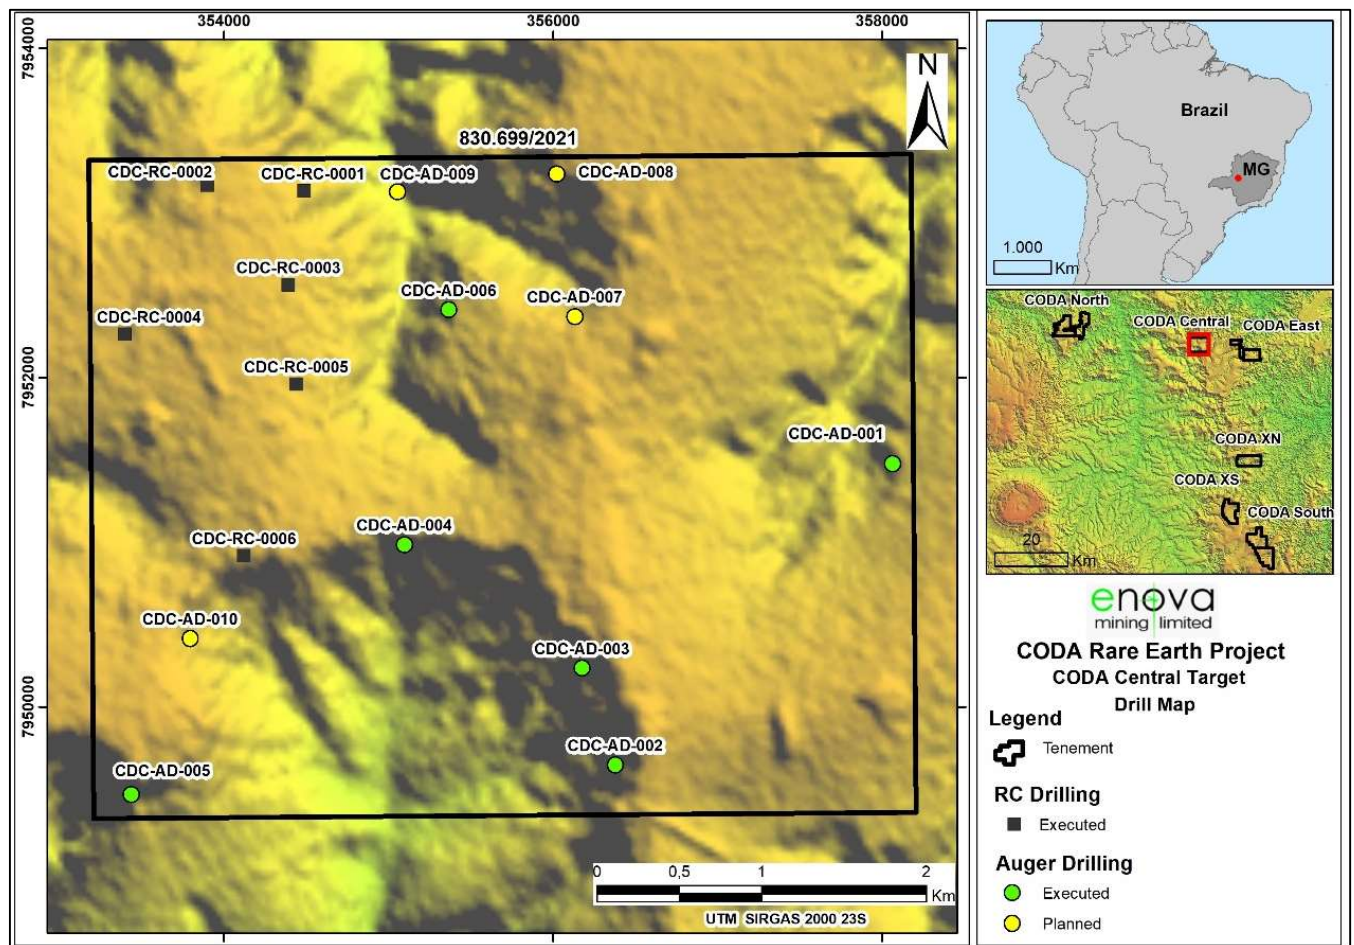 354000
356000
358000
7954000
7952000
7950000
N
830.699/2021
CDC-RC-0002
CDC-RC-0001
CDC-AD-009
CDC-AD-008
CDC-RC-0003
CDC-AD-006
CDC-AD-007
CDC-RC-0004
CDC-RC-0005
CDC-AD-001
CDC-AD-004
CDC-RC-0006
CDC-AD-010
CDC-AD-003
CDC-AD-002
CDC-AD-005
0 0,5 1 2
Km
UTM SIRGAS 2000 23S
Brazil
MG
1.000
Km
CODA North
CODA Central
CODA East
CODA XN
CODA XS
CODA South
20
Km
enova
mining limited
CODA Rare Earth Project
CODA Central Target
Drill Map
Legend
Tenement
RC Drilling
Executed
Auger Drilling
Executed
Planned